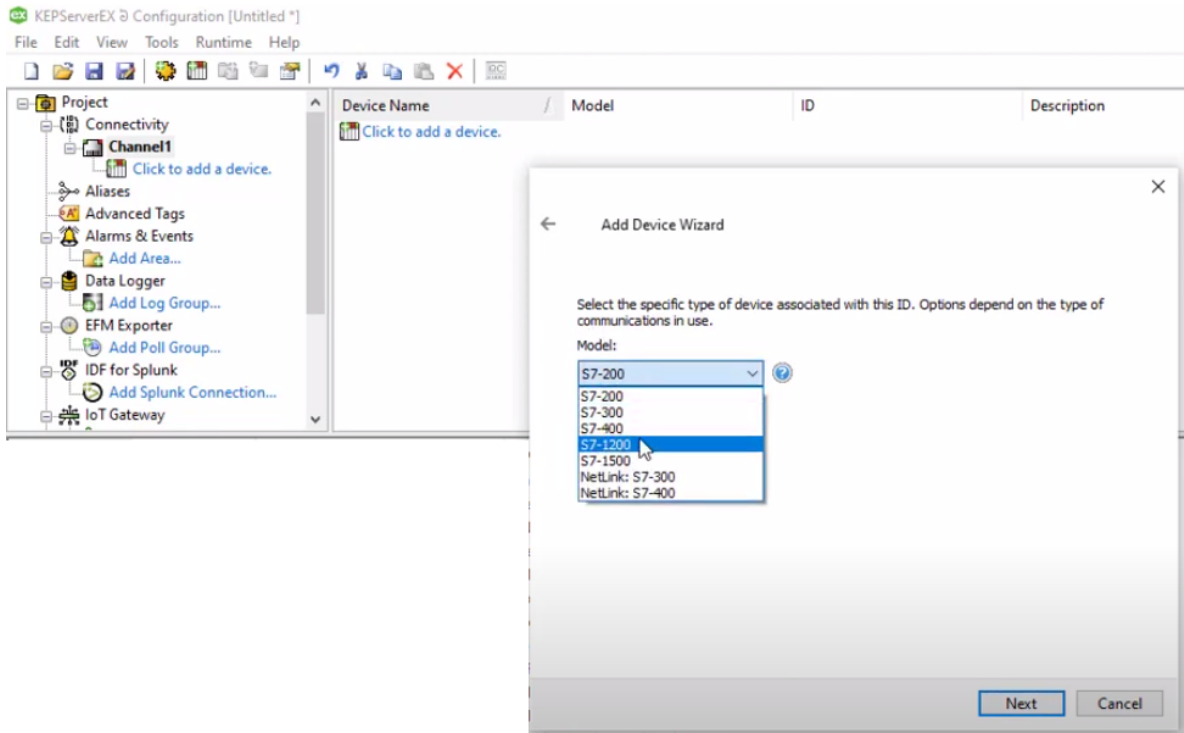 KEPServerEX 6 Configuration [Untitled *]
File Edit View Tools Runtime Help
Project
Connectivity
Channel1
Click to add a device.
Aliases
Advanced Tags
Alarms & Events
Add Area...
Data Logger
Add Log Group...
EFM Exporter
Add Poll Group...
IDF for Splunk
Add Splunk Connection...
IoT Gateway
Device Name / Model ID Description
Click to add a device.
Add Device Wizard
Select the specific type of device associated with this ID. Options depend on the type of
communications in use.
Model:
S7-200
S7-200
S7-300
S7-400
S7-1200
S7-1500
NetLink: S7-300
NetLink: S7-400
Next Cancel